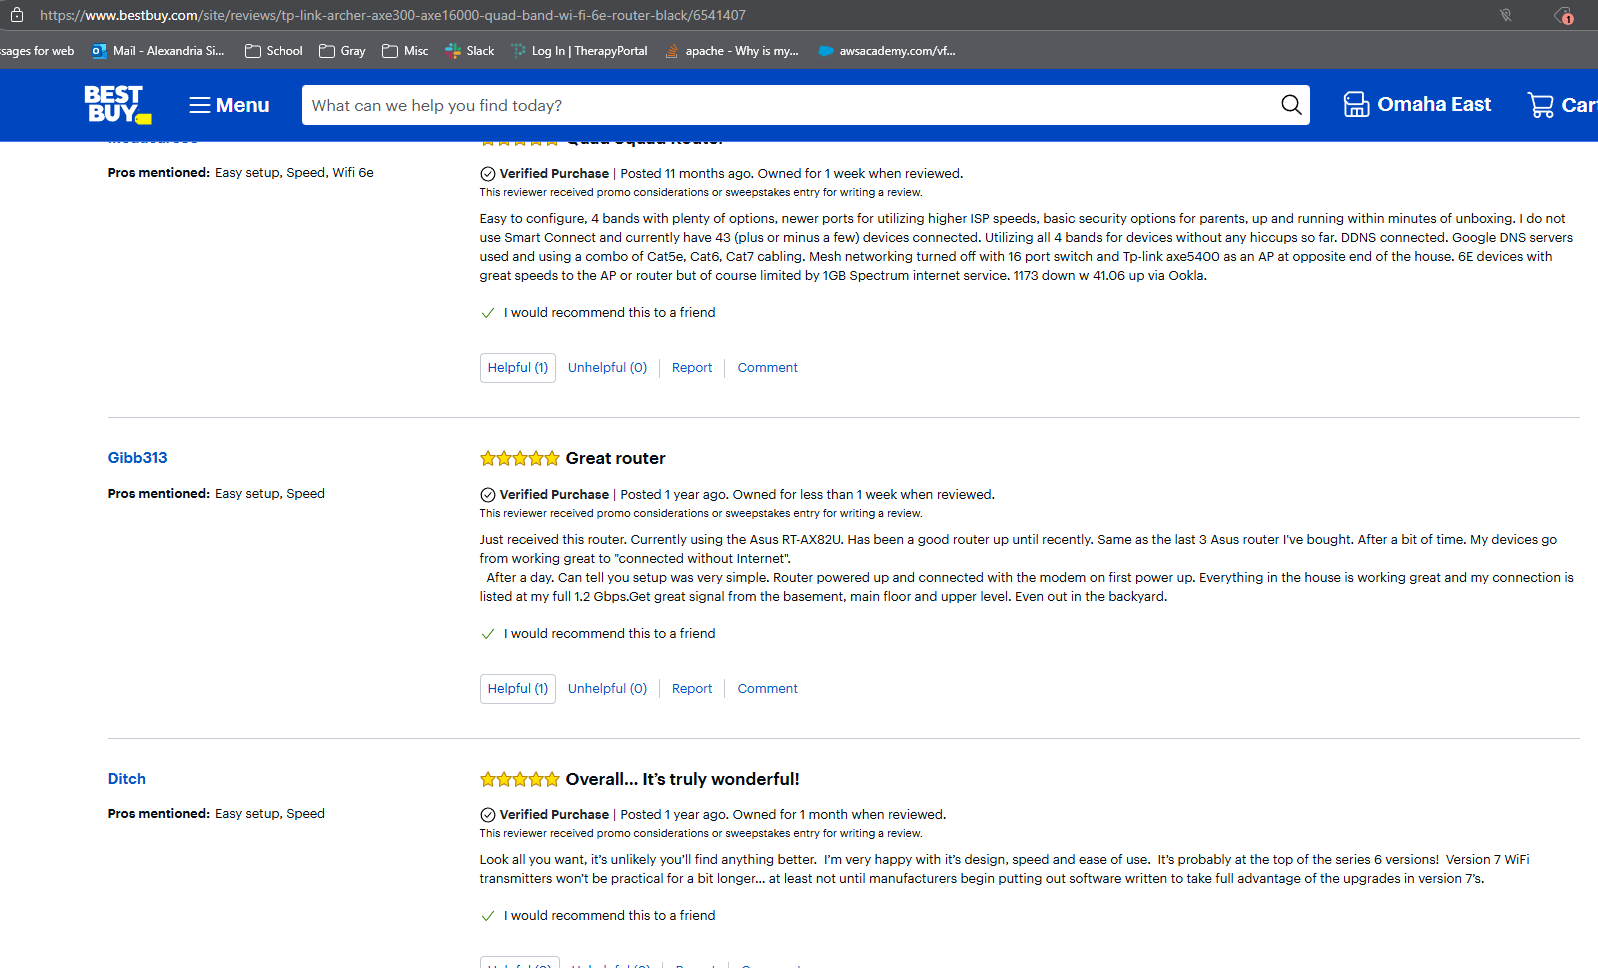 https://www.bestbuy.com/site/reviews/tp-link-archer-axe300-axe16000-quad-band-wi-fi-6e-router-black/6541407
1
sages for web
Mail - Alexandria Si...
School
Gray
Misc
Slack
Log In | TherapyPortal
apache - Why is my...
awsacademy.com/vf...
BEST
BUY
Menu
What can we help you find today?
Omaha East
Car
Quad Squad Router
Pros mentioned: Easy setup, Speed, Wifi 6e
Verified Purchase | Posted 11 months ago. Owned for 1 week when reviewed.
This reviewer received promo considerations or sweepstakes entry for writing a review.
Easy to configure, 4 bands with plenty of options, newer ports for utilizing higher ISP speeds, basic security options for parents, up and running within minutes of unboxing. I do not
use Smart Connect and currently have 43 (plus or minus a few) devices connected. Utilizing all 4 bands for devices without any hiccups so far. DDNS connected. Google DNS servers
used and using a combo of Cat5e, Cat6, Cat7 cabling. Mesh networking turned off with 16 port switch and Tp-link axe5400 as an AP at opposite end of the house. 6E devices with
great speeds to the AP or router but of course limited by 1GB Spectrum internet service. 1173 down w 41.06 up via Ookla.
I would recommend this to a friend
Helpful (1)
Unhelpful (0)
Report
Comment
Gibb313
Great router
Pros mentioned: Easy setup, Speed
Verified Purchase | Posted 1 year ago. Owned for less than 1 week when reviewed.
This reviewer received promo considerations or sweepstakes entry for writing a review.
Just received this router. Currently using the Asus RT-AX82U. Has been a good router up until recently. Same as the last 3 Asus router I've bought. After a bit of time. My devices go
from working great to "connected without Internet".
After a day. Can tell you setup was very simple. Router powered up and connected with the modem on first power up. Everything in the house is working great and my connection is
listed at my full 1.2 Gbps.Get great signal from the basement, main floor and upper level. Even out in the backyard.
I would recommend this to a friend
Helpful (1)
Unhelpful (0)
Report
Comment
Ditch
Overall... It's truly wonderful!
Pros mentioned: Easy setup, Speed
Verified Purchase | Posted 1 year ago. Owned for 1 month when reviewed.
This reviewer received promo considerations or sweepstakes entry for writing a review.
Look all you want, it's unlikely you'll find anything better.  I'm very happy with it's design, speed and ease of use.  It's probably at the top of the series 6 versions!  Version 7 WiFi
transmitters won't be practical for a bit longer... at least not until manufacturers begin putting out software written to take full advantage of the upgrades in version 7's.
I would recommend this to a friend